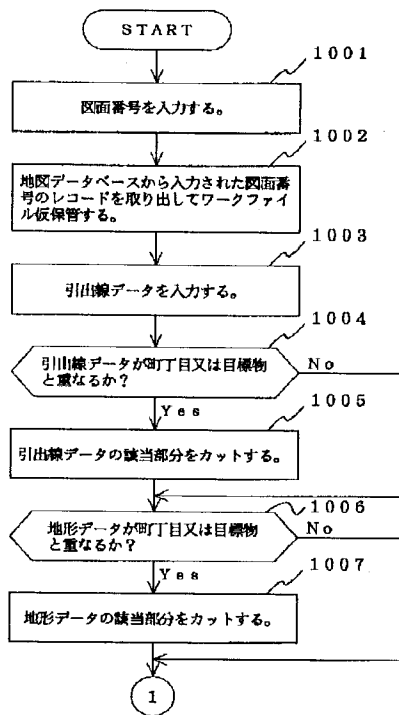 START
1001
図面番号を入力する。
1002
地図データベースから入力された図面番
号のレコードを取り出してワークファイル
仮保管する。
1003
引出線データを入力する。
1004
引出線データが町丁目又は目標物
と重なるか?
No
Yes
1005
引出線データの該当部分をカットする。
1006
地形データが町丁目又は目標物
と重なるか?
No
Yes
1007
地形データの該当部分をカットする。
1